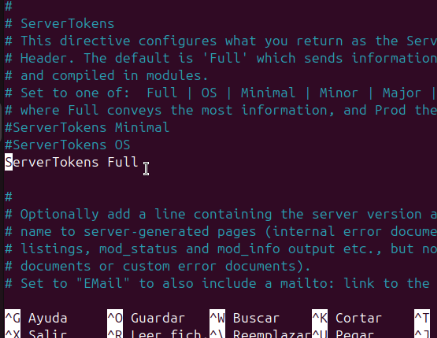 #
# ServerTokens
# This directive configures what you return as the Serv
# Header. The default is 'Full' which sends information
# and compiled in modules.
# Set to one of:  Full | OS | Minimal | Minor | Major |
# where Full conveys the most information, and Prod the
#ServerTokens Minimal
#ServerTokens OS
ServerTokens Full
#
# Optionally add a line containing the server version a
# name to server-generated pages (internal error docume
# listings, mod_status and mod_info output etc., but no
# documents or custom error documents).
# Set to "EMail" to also include a mailto: link to the
^G Ayuda ^O Guardar ^W Buscar ^K Cortar ^T
^X Salir ^R Leer fich. ^\ Reemplazar ^U Pegar ^J